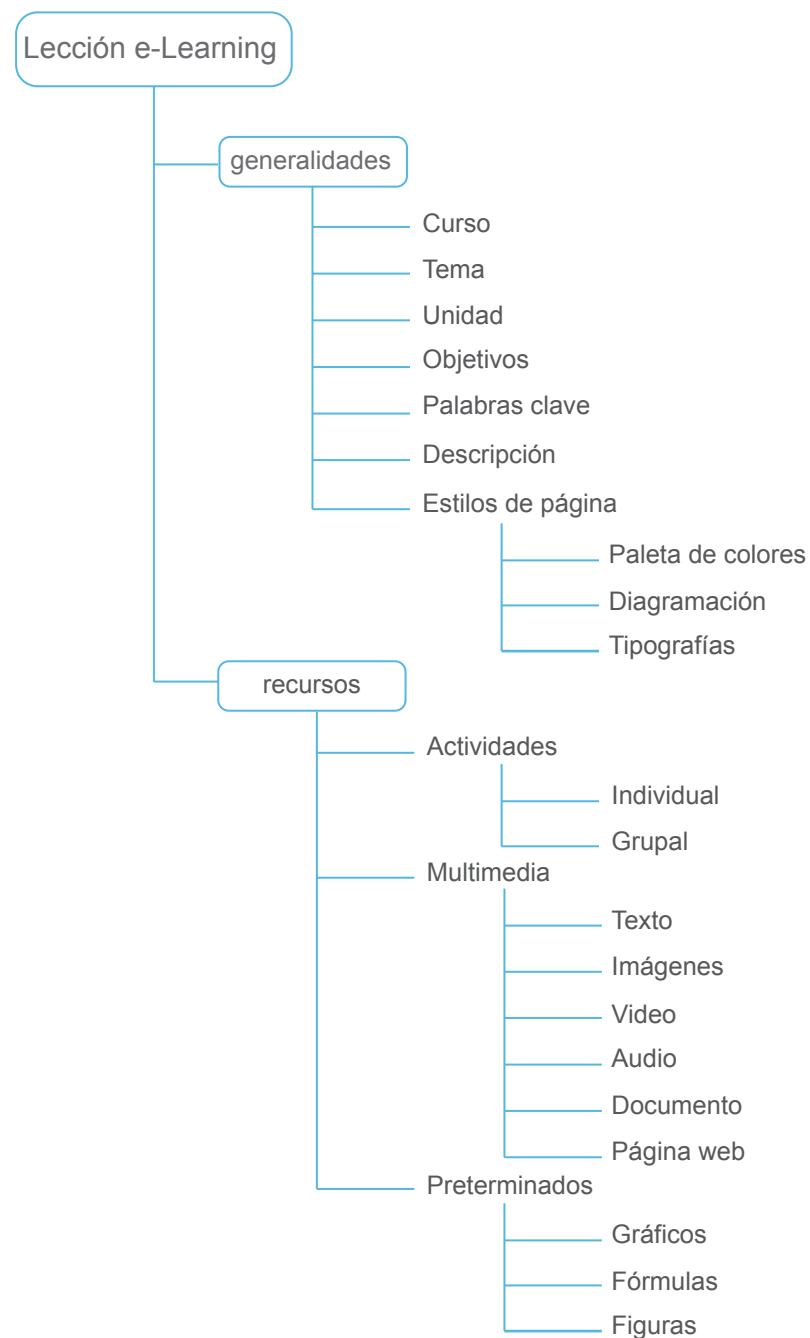 Lección e-Learning
generalidades
Curso
Tema
Unidad
Objetivos
Palabras clave
Descripción
Estilos de página
Paleta de colores
Diagramación
Tipografías
recursos
Actividades
Individual
Grupal
Multimedia
Texto
Imágenes
Video
Audio
Documento
Página web
Preterminados
Gráficos
Fórmulas
Figuras